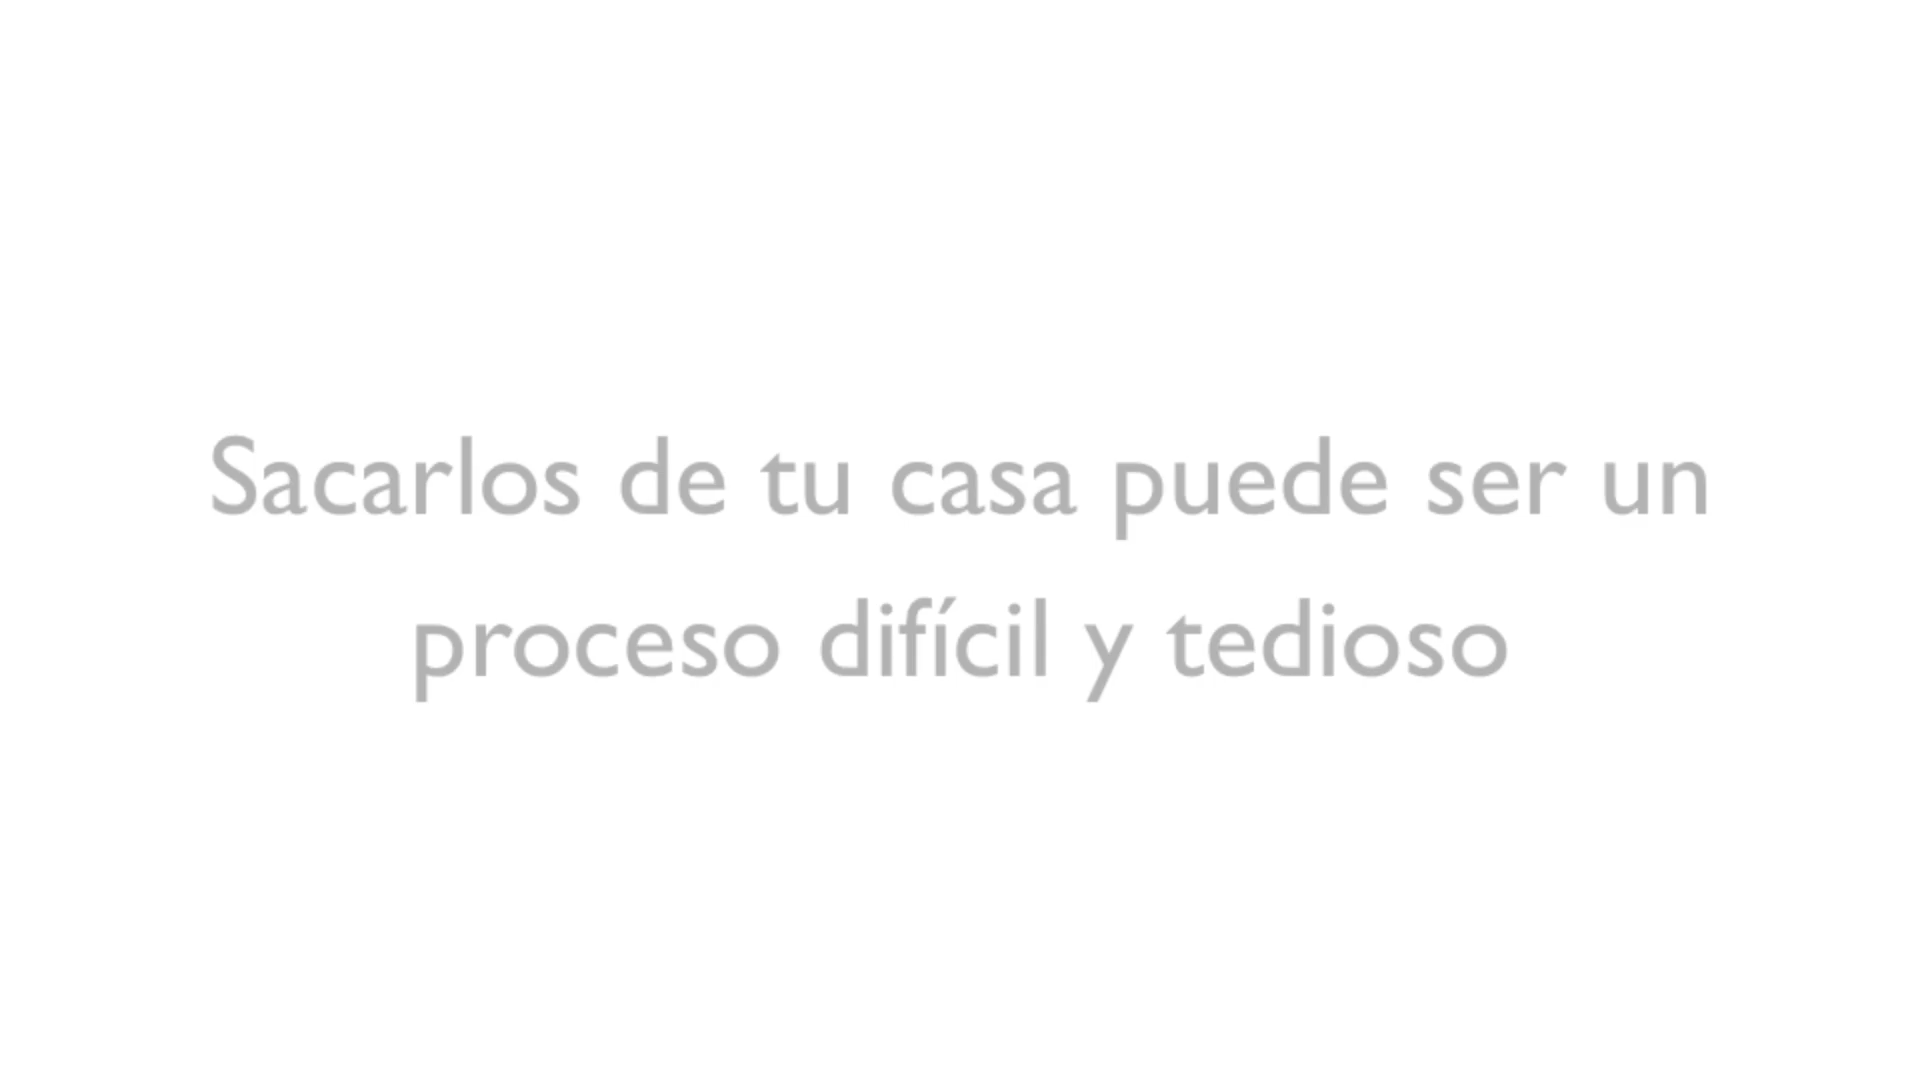 Sacarlos de tu casa puede ser un
proceso difícil y tedioso